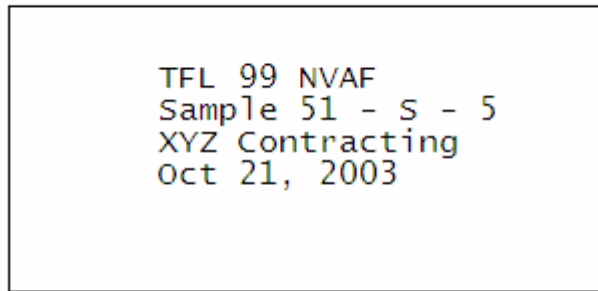 TFL 99 NVAF
Sample 51 - S - 5
XYZ Contracting
Oct 21, 2003